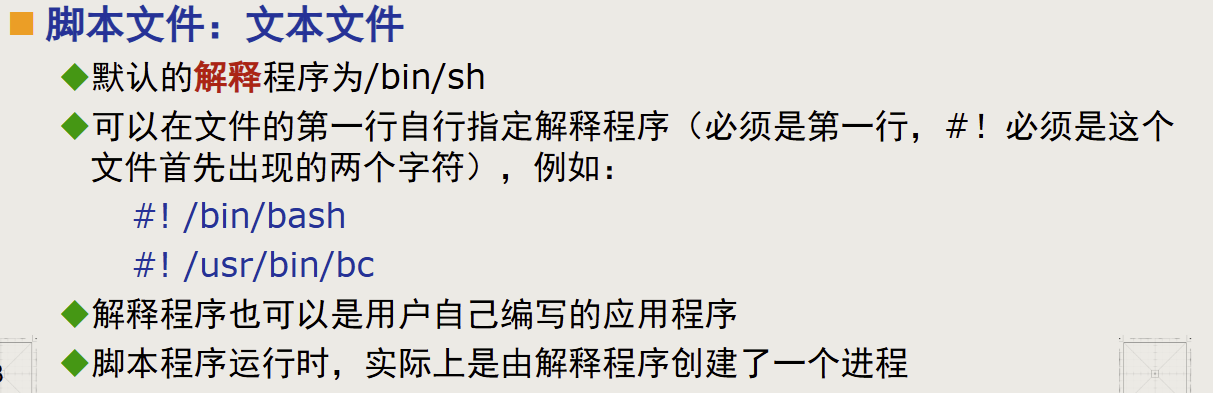 脚本文件：文本文件
默认的解释程序为/bin/sh
可以在文件的第一行自行指定解释程序（必须是第一行，#！必须是这个
文件首先出现的两个字符），例如：
#! /bin/bash
#! /usr/bin/bc
解释程序也可以是用户自己编写的应用程序
脚本程序运行时，实际上是由解释程序创建了一个进程